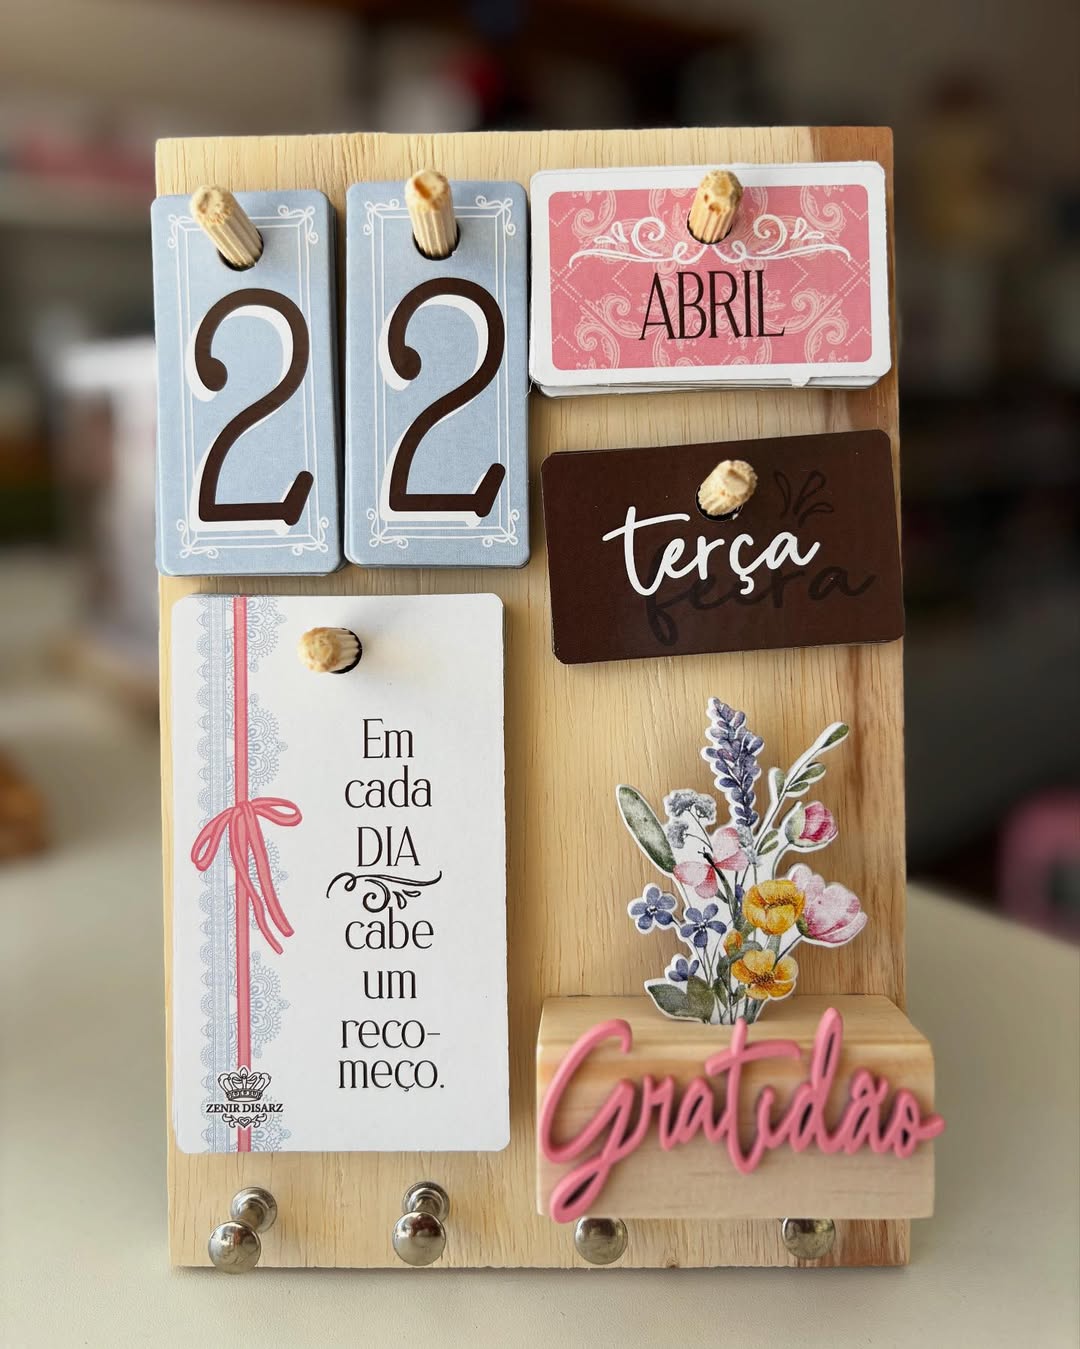 22
ABRIL
terça
feira
Em
cada
DIA
cabe
um
reco-
meço.
ZENIR DISARZ
Gratidão